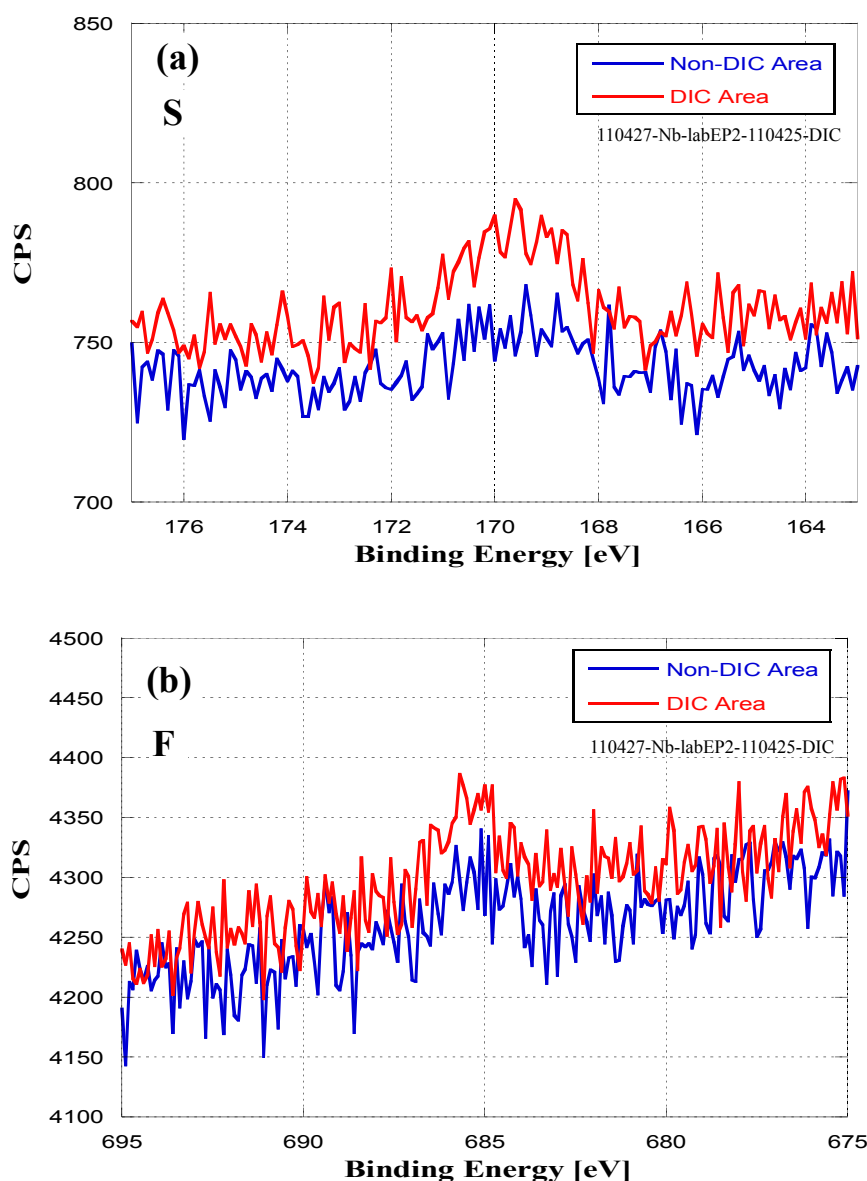 850
(a)
S
Non-DIC Area
DIC Area
110427-Nb-labEP2-110425-DIC
800
CPS
750
700
176 174 172 170 168 166 164
Binding Energy [eV]
4500
(b)
F
Non-DIC Area
DIC Area
110427-Nb-labEP2-110425-DIC
4450
4400
4350
CPS
4300
4250
4200
4150
4100
695 690 685 680 675
Binding Energy [eV]